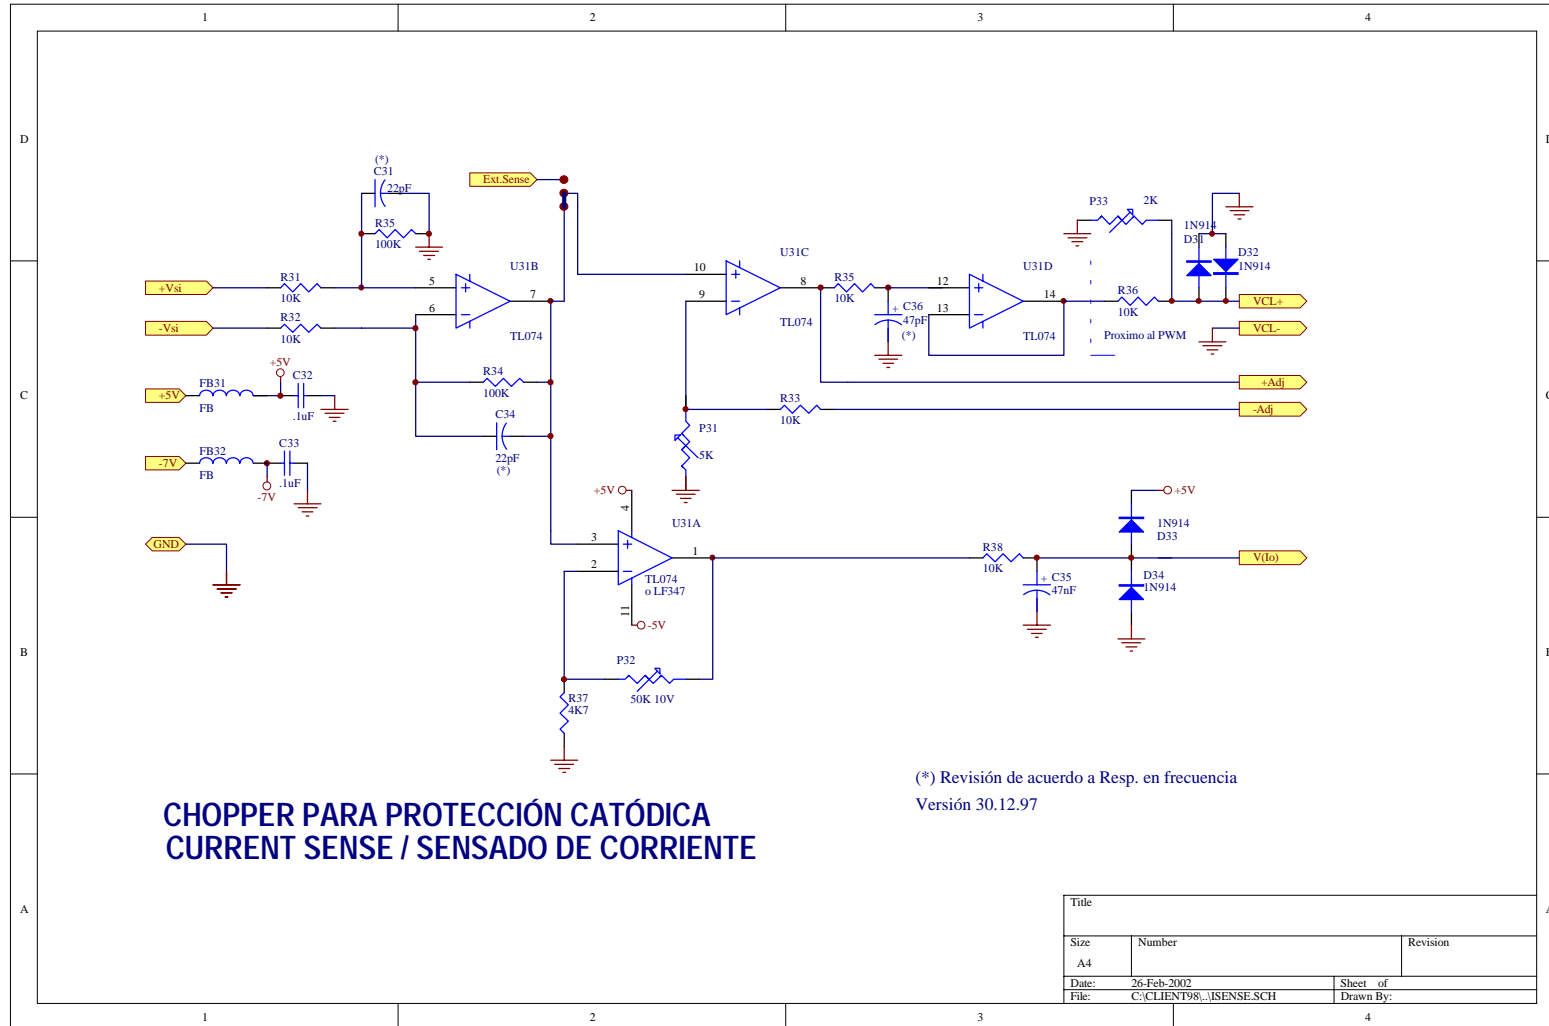 1 2 3 4
D
(*)
C31
22pF
Ext.Sense
R35
100K
P33 2K
1N914
D31
D32
1N914
U31B
U31C
U31D
+Vsi
R31
10K
5
6
7
TL074
-Vsi
R32
10K
10
9
8
TL074
R35
10K
C36
47pF
(*)
12
13
14
TL074
R36
10K
Proximo al PWM
VCL+
VCL-
+5V
C32
FB31
+5V
FB
.1uF
C
R34
100K
C34
22pF
(*)
R33
10K
+Adj
-Adj
P31
5K
FB32
-7V
FB
C33
.1uF
-7V
+5V
4
U31A
3
2
1
TL074
o LF347
11
-5V
GND
+5V
1N914
D33
R38
10K
C35
47nF
D34
1N914
V(Io)
B
P32
50K 10V
R37
4K7
(*) Revisión de acuerdo a Resp. en frecuencia
Versión 30.12.97
CHOPPER PARA PROTECCIÓN CATÓDICA
CURRENT SENSE / SENSADO DE CORRIENTE
A
Title
Size Number Revision
A4
Date: 26-Feb-2002 Sheet of
File: C:\CLIENT98\..\ISENSE.SCH Drawn By:
1 2 3 4